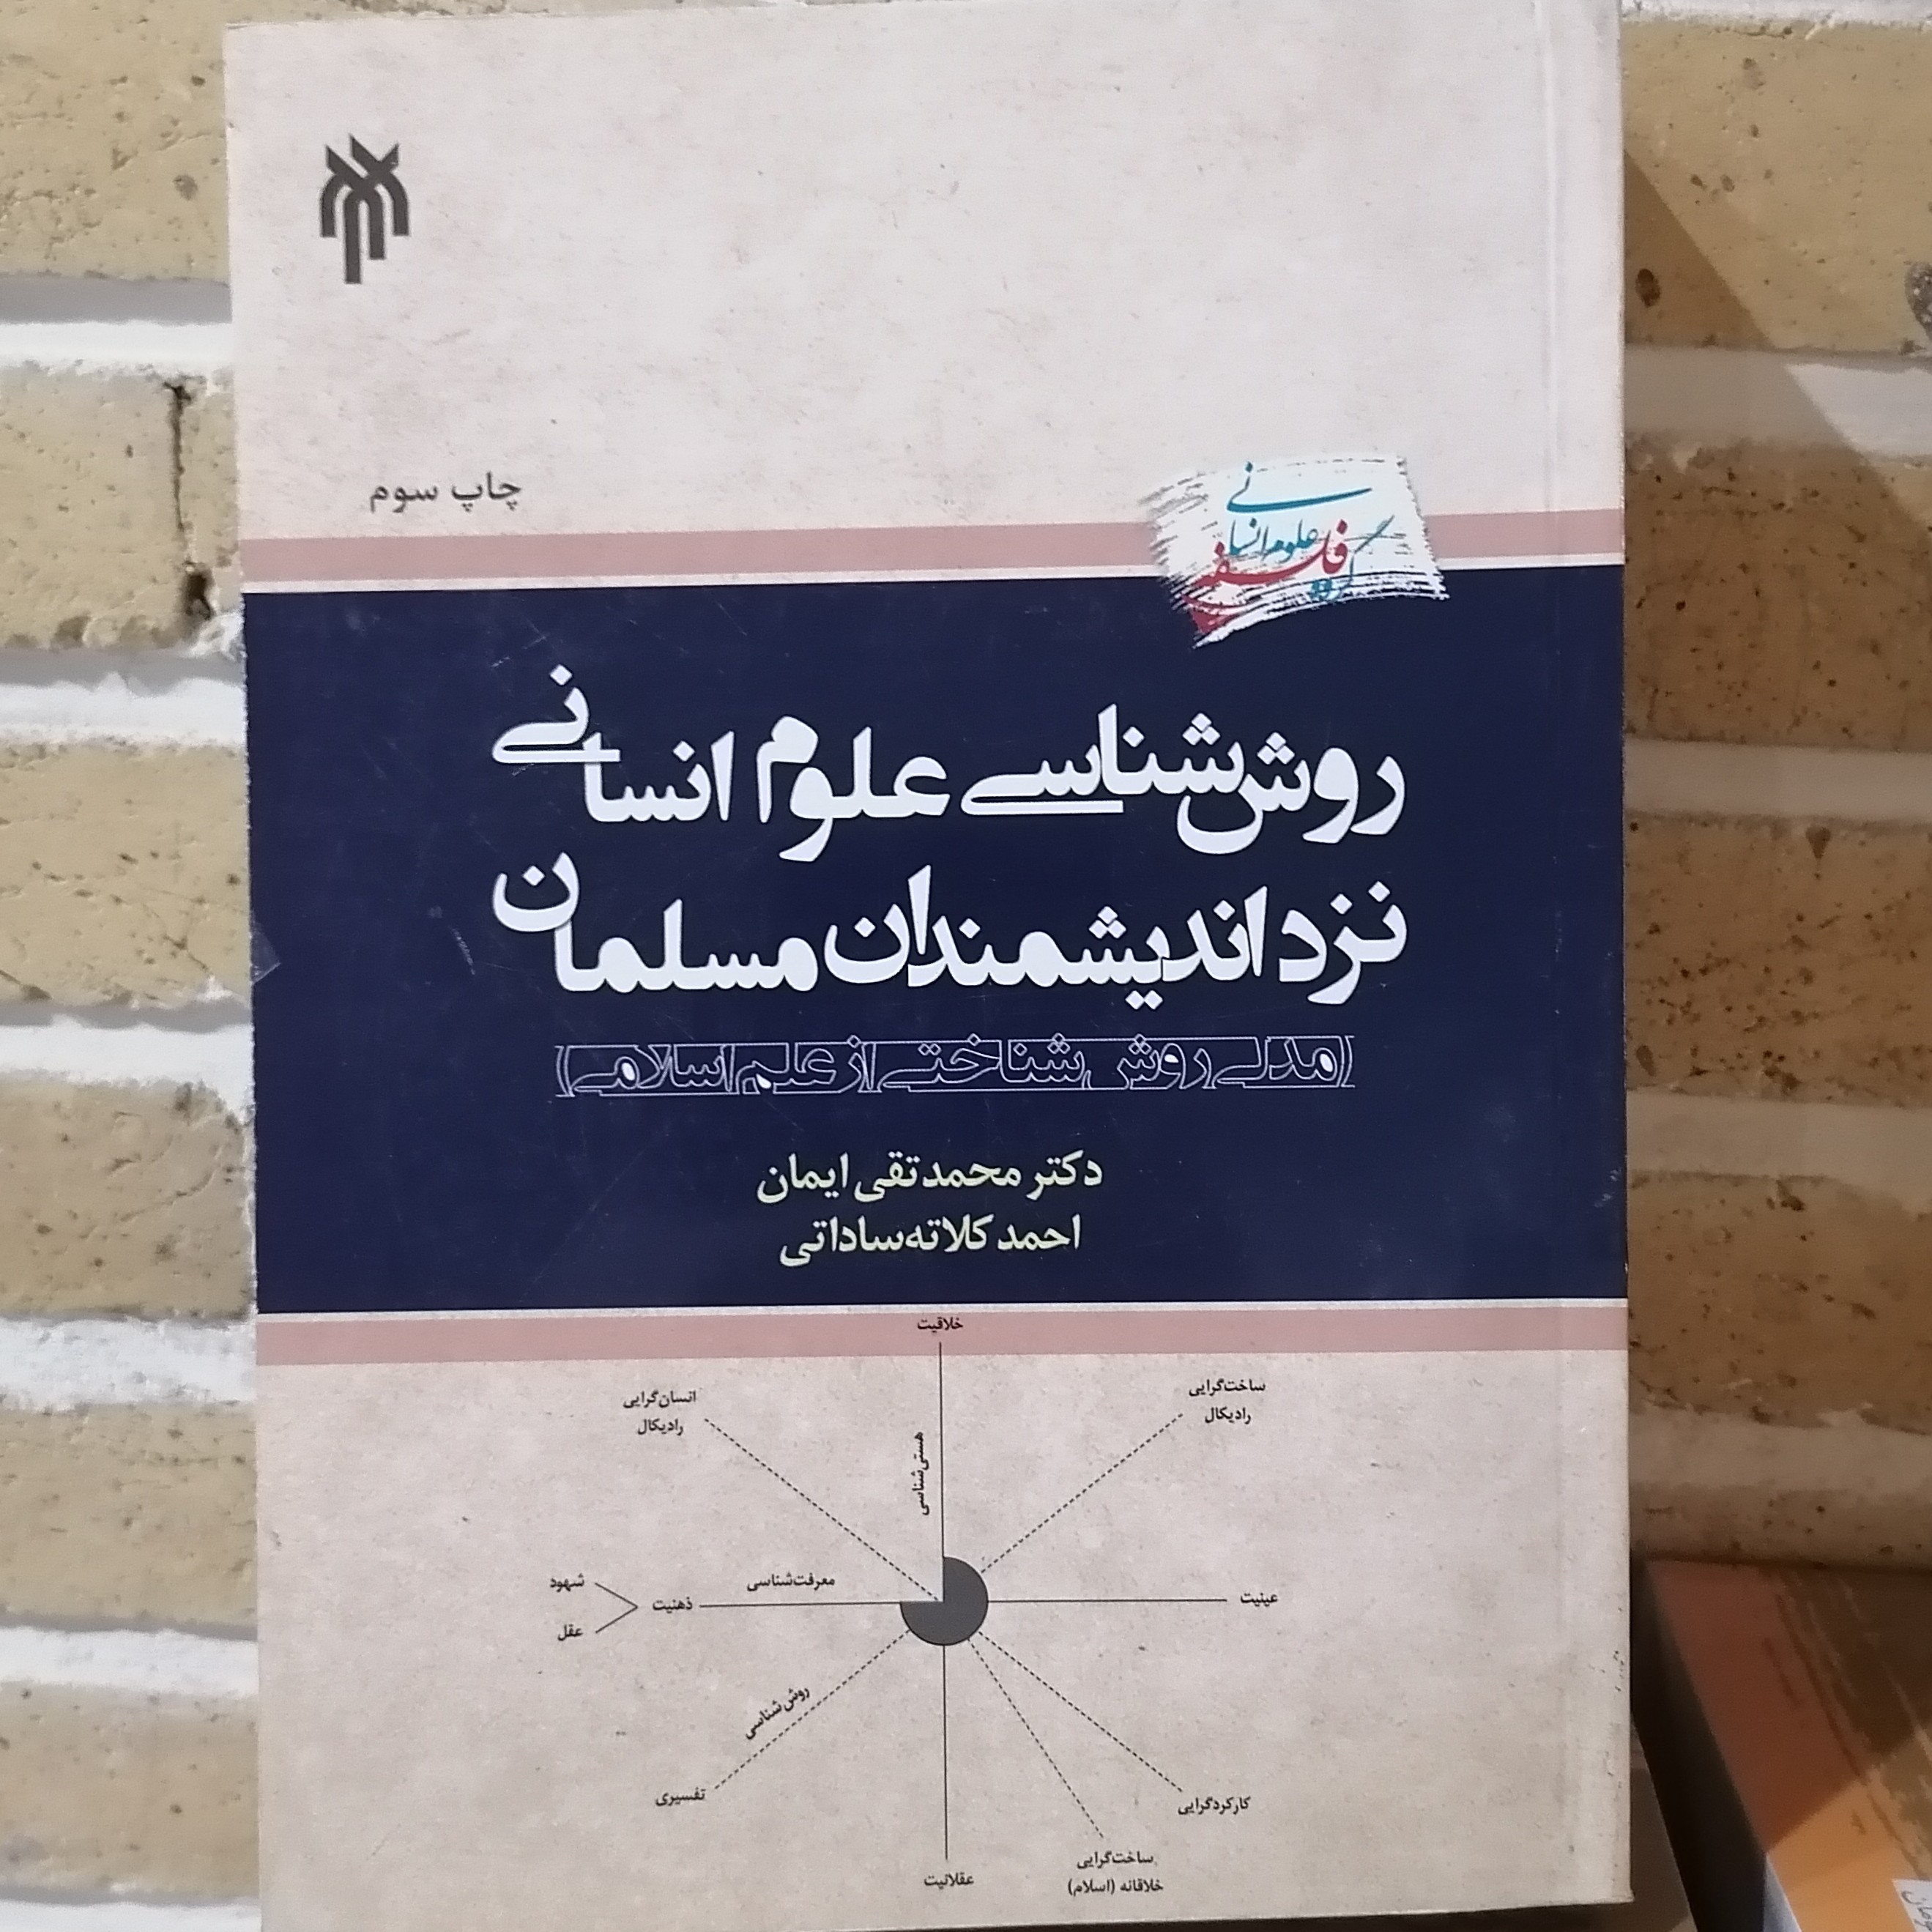 چاپ سوم
فلسفه علوم انسانی
روش‌شناسی علوم انسانی
نزد اندیشمندان مسلمان
(مدلی روش‌شناختی از علم اسلامی)
دکتر محمدتقی ایمان
احمد کلاته‌ساداتی
خلاقیت
ساخت‌گرایی
رادیکال
انسان‌گرایی
رادیکال
هستی‌شناسی
معرفت‌شناسی
شهود
ذهنیت
عقل
عینیت
روش‌شناسی
تفسیری
کارکردگرایی
ساخت‌گرایی
خلاقانه (اسلام)
عقلانیت